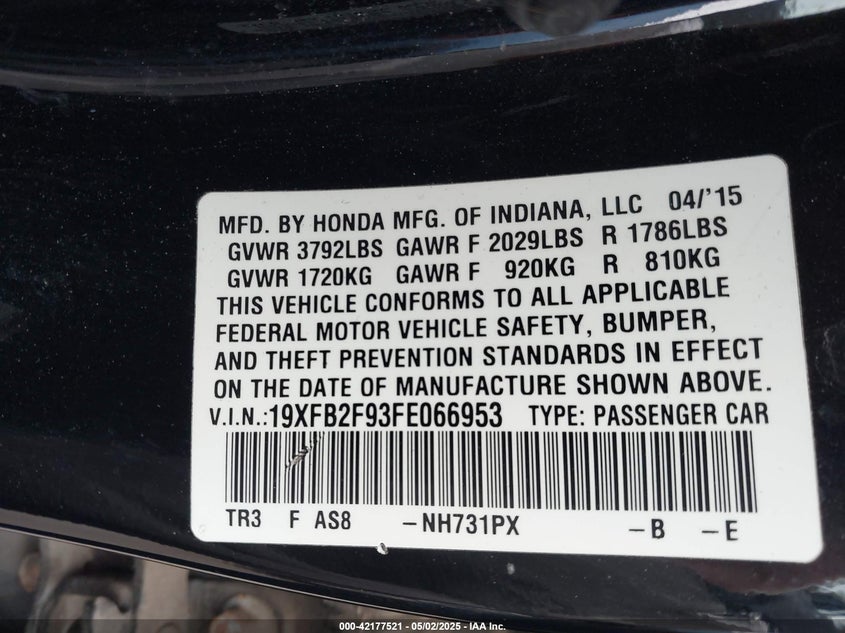 MFD. BY HONDA MFG. OF INDIANA, LLC 04/'15
GVWR 3792LBS GAWR F 2029LBS R 1786LBS
GVWR 1720KG GAWR F 920KG R 810KG
THIS VEHICLE CONFORMS TO ALL APPLICABLE
FEDERAL MOTOR VEHICLE SAFETY, BUMPER,
AND THEFT PREVENTION STANDARDS IN EFFECT
ON THE DATE OF MANUFACTURE SHOWN ABOVE.
V.I.N.:19XFB2F93FE066953 TYPE: PASSENGER CAR
TR3 F AS8 -NH731PX -B -E
000-42177521 - 05/02/2025 - IAA Inc.